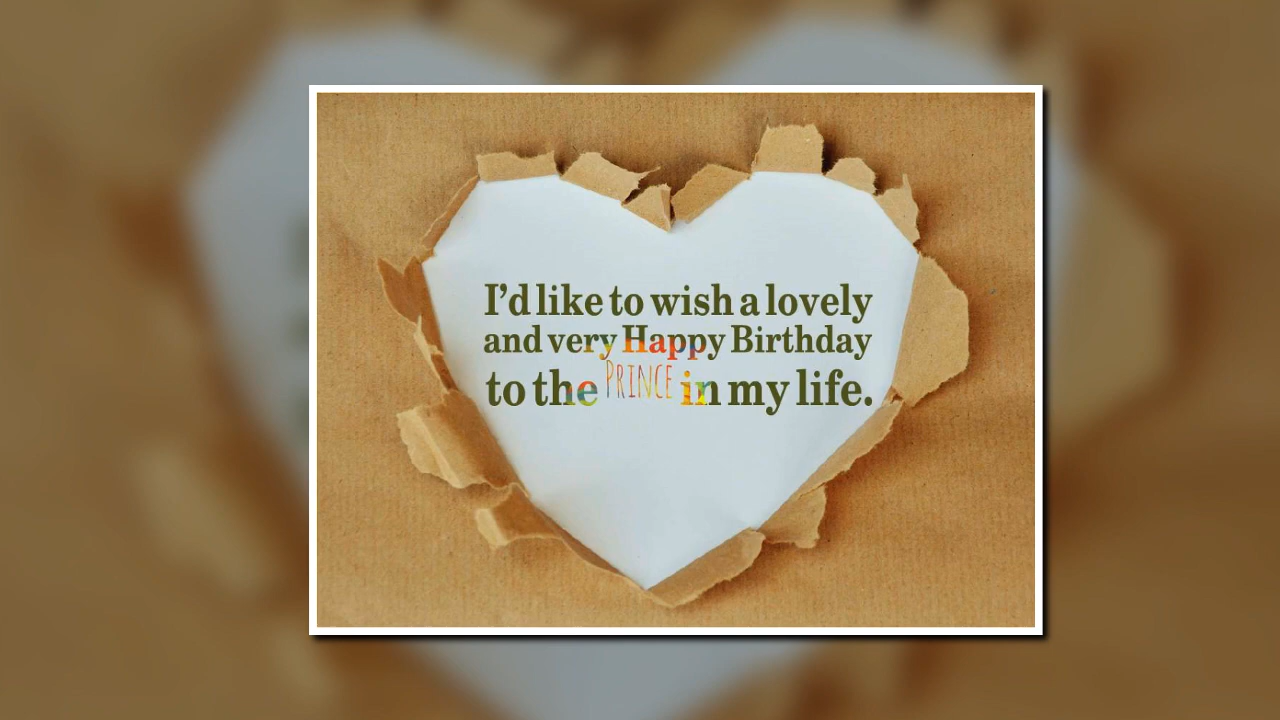 I'd like to wish a lovely
and very Happy Birthday
to the PRINCE in my life.